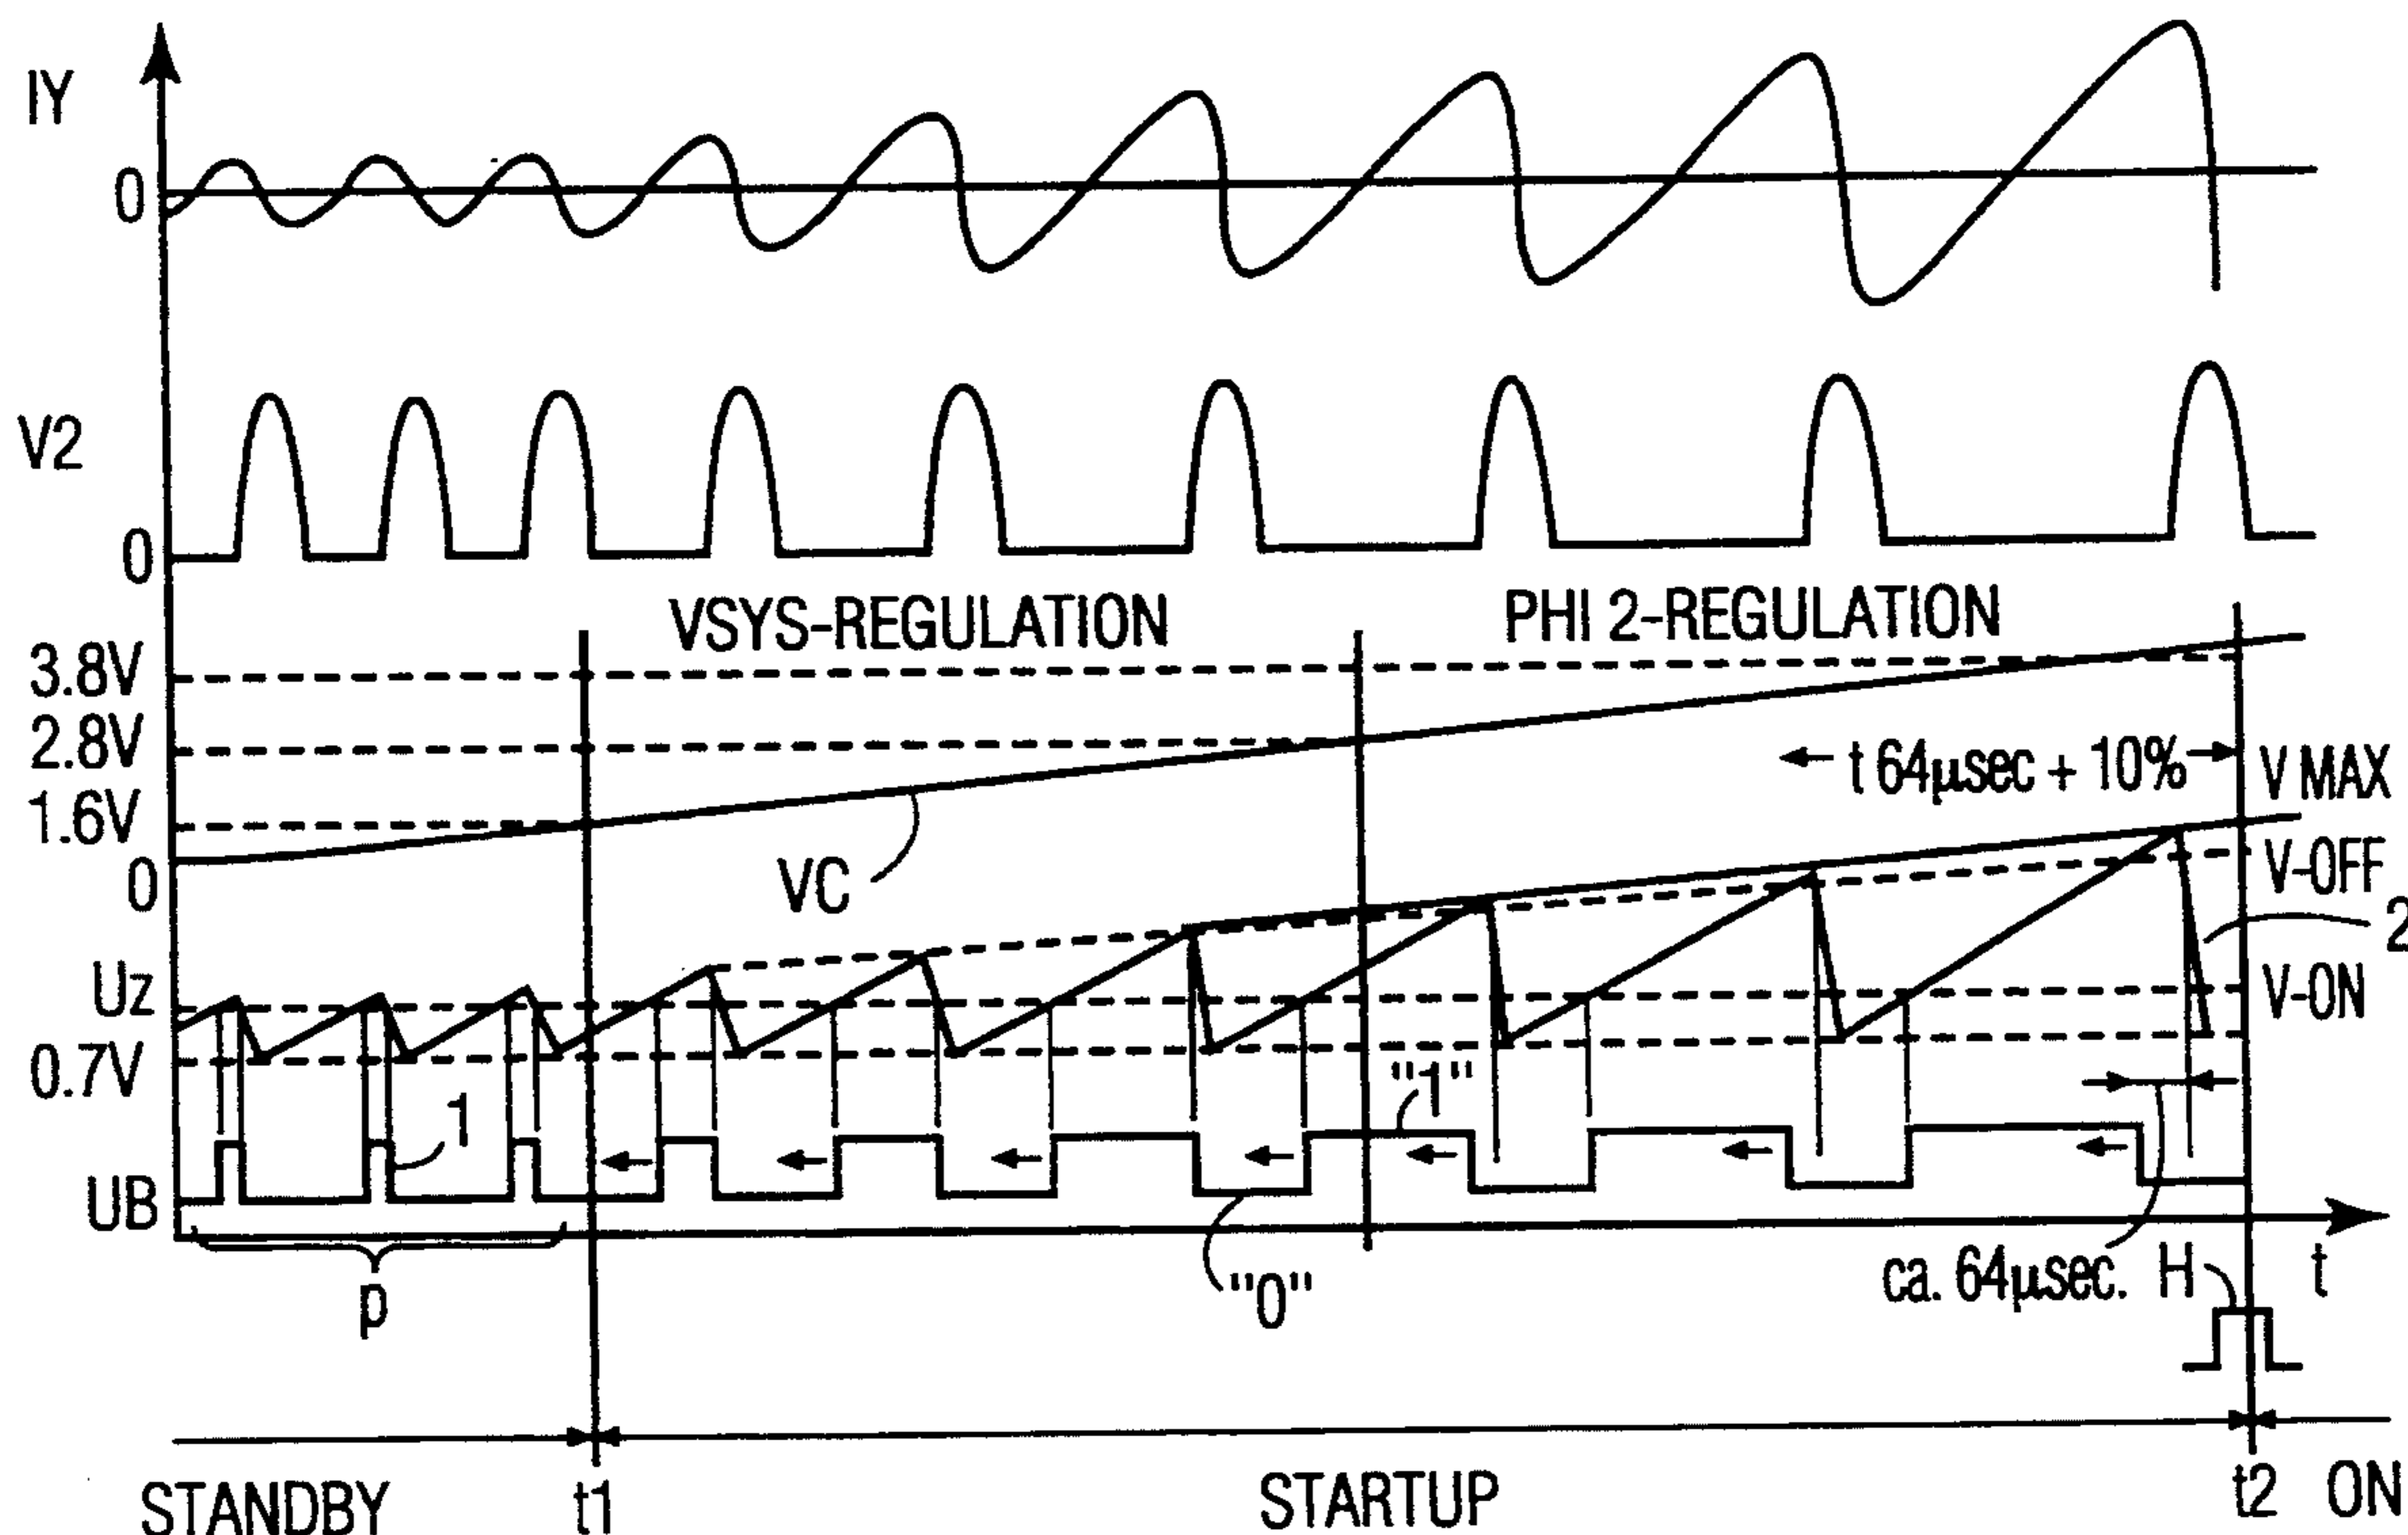 IY
0
V2
0
VSYS-REGULATION
PHI 2-REGULATION
3.8V
2.8V
1.6V
0
t 64µsec + 10%
V MAX
VC
V-OFF
2
Uz
V-ON
0.7V
"1"
1
UB
p
"0"
ca. 64µsec.
H
t
STANDBY
t1
STARTUP
t2
ON